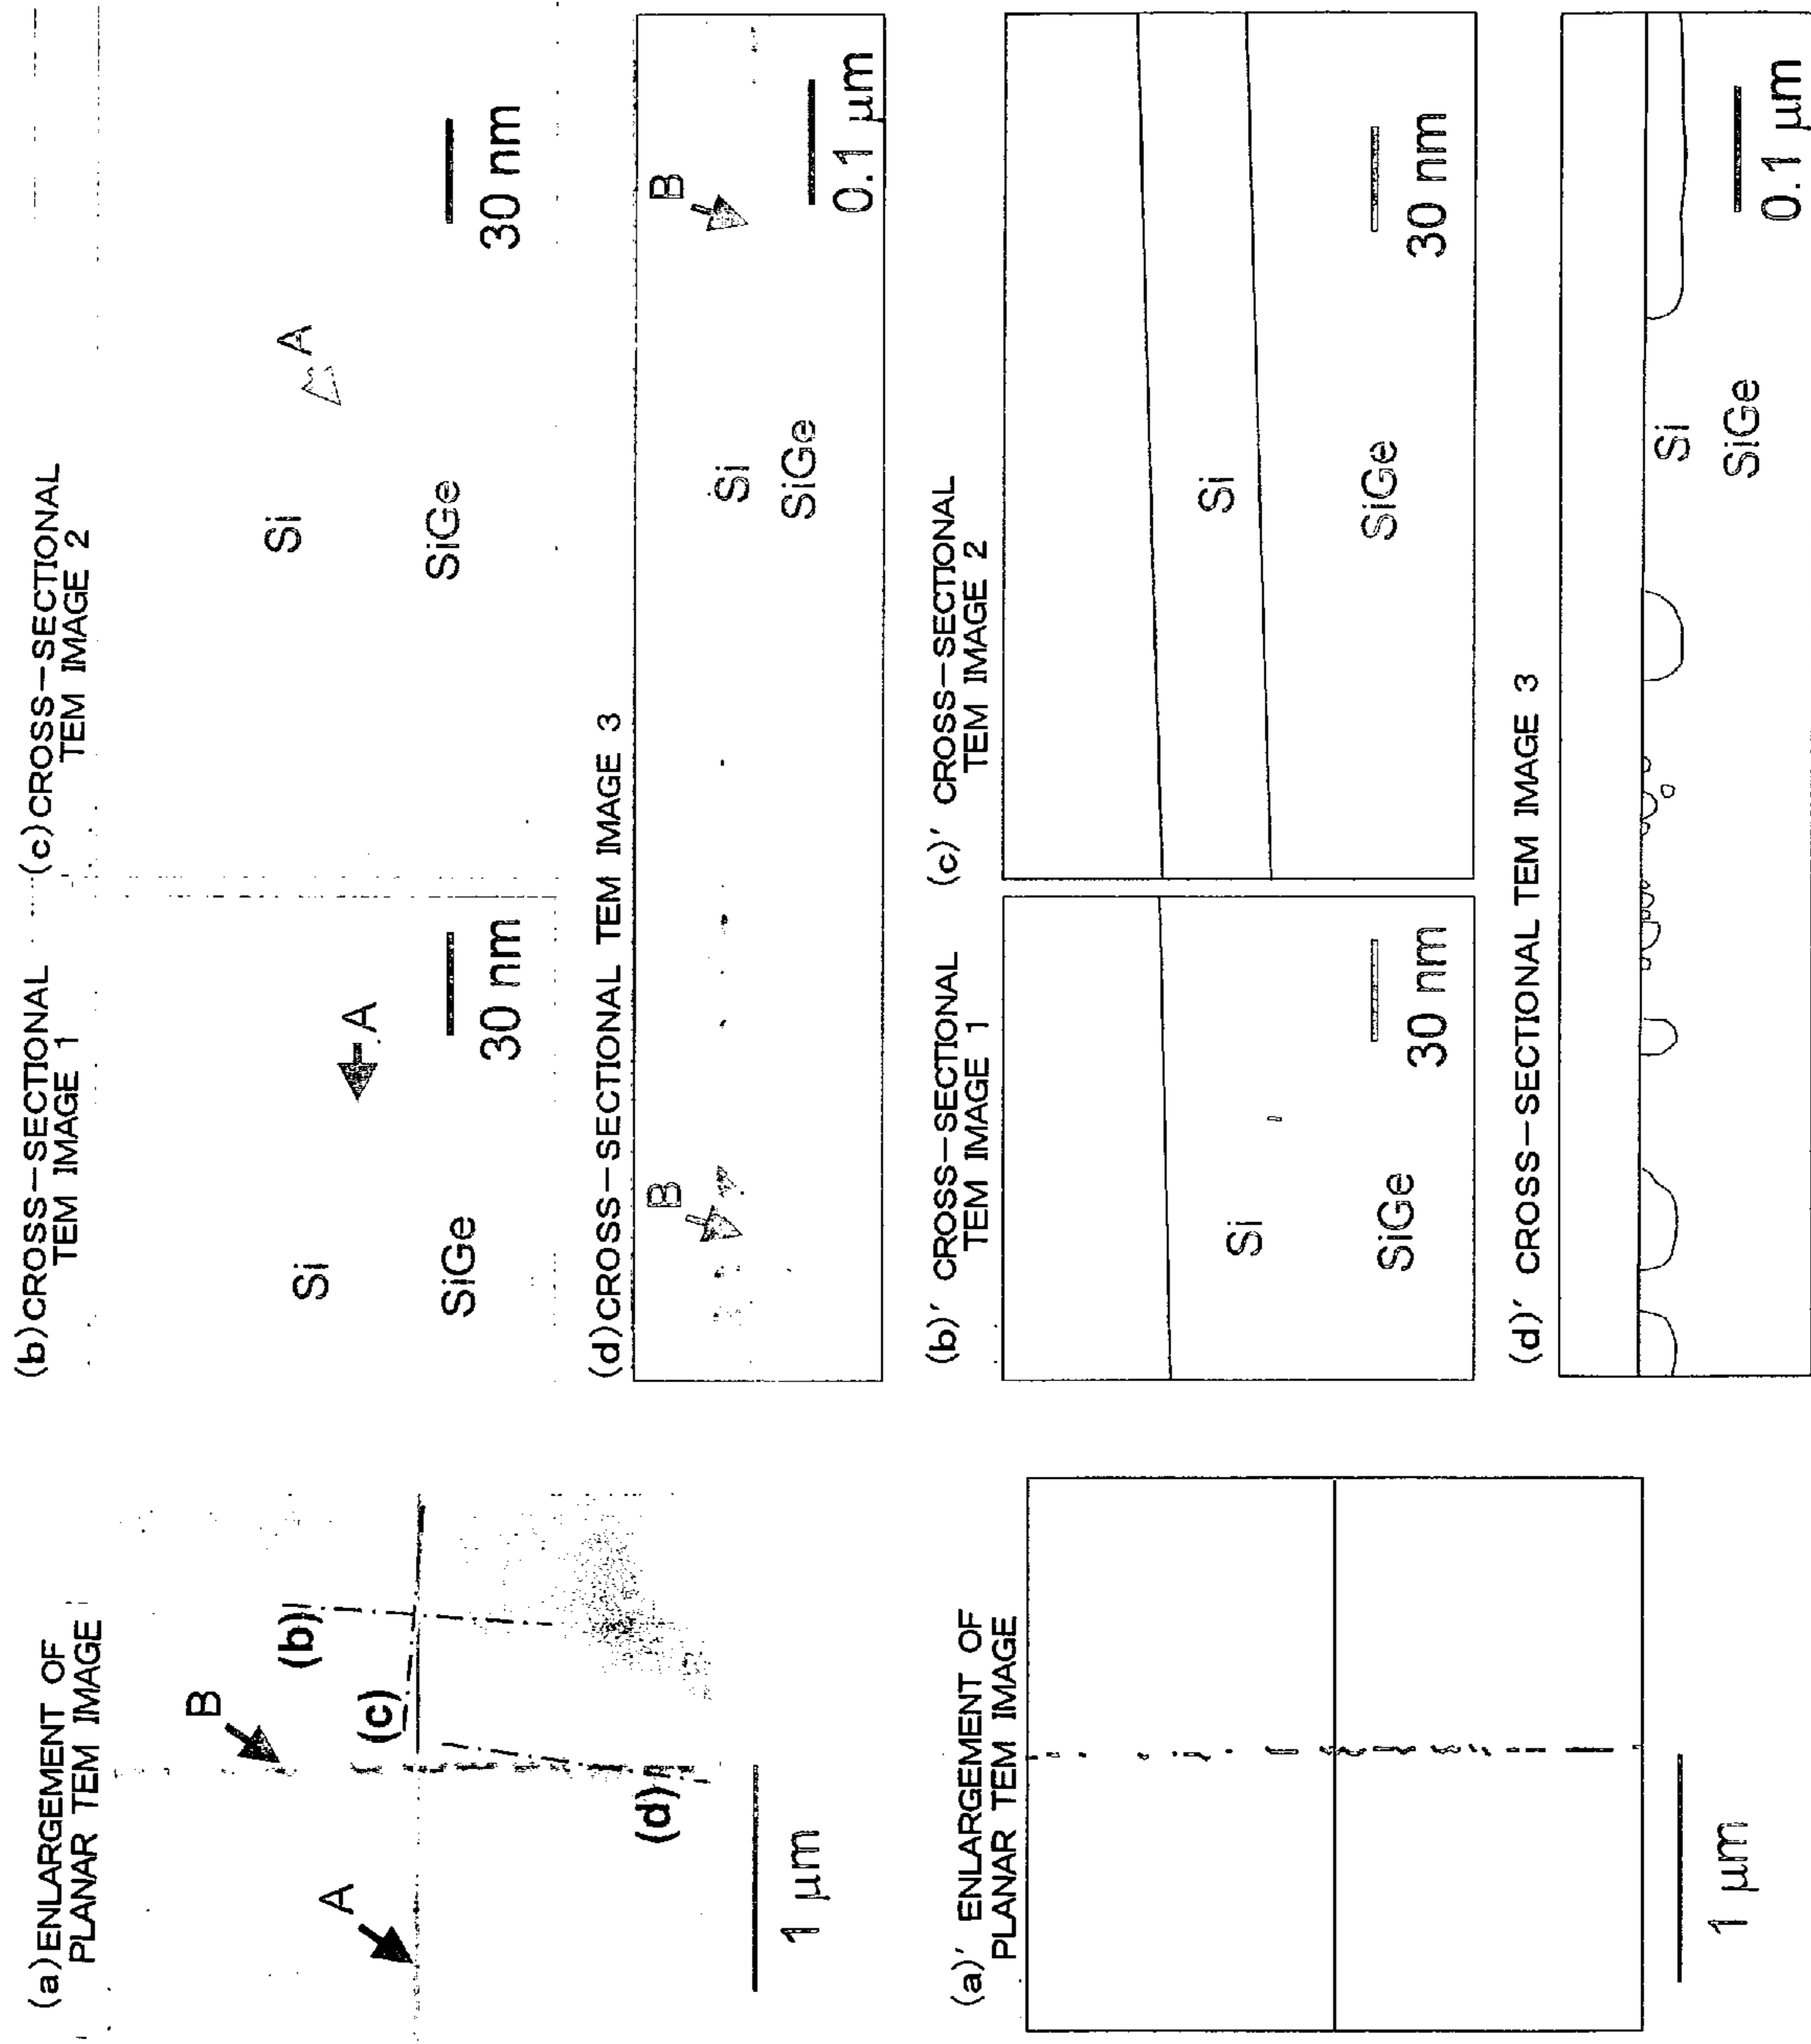 (a)ENLARGEMENT OF
PLANAR TEM IMAGE
B
A
(b)
(c)
(d)
1 μm
(b)CROSS-SECTIONAL
TEM IMAGE 1
Si
SiGe
A
30 nm
(c)CROSS-SECTIONAL
TEM IMAGE 2
Si
SiGe
A
30 nm
(d)CROSS-SECTIONAL TEM IMAGE 3
B
B
Si
SiGe
0.1 μm
(a)′ ENLARGEMENT OF
PLANAR TEM IMAGE
1 μm
(b)′ CROSS-SECTIONAL
TEM IMAGE 1
Si
SiGe
30 nm
(c)′ CROSS-SECTIONAL
TEM IMAGE 2
Si
SiGe
30 nm
(d)′ CROSS-SECTIONAL TEM IMAGE 3
Si
SiGe
0.1 μm